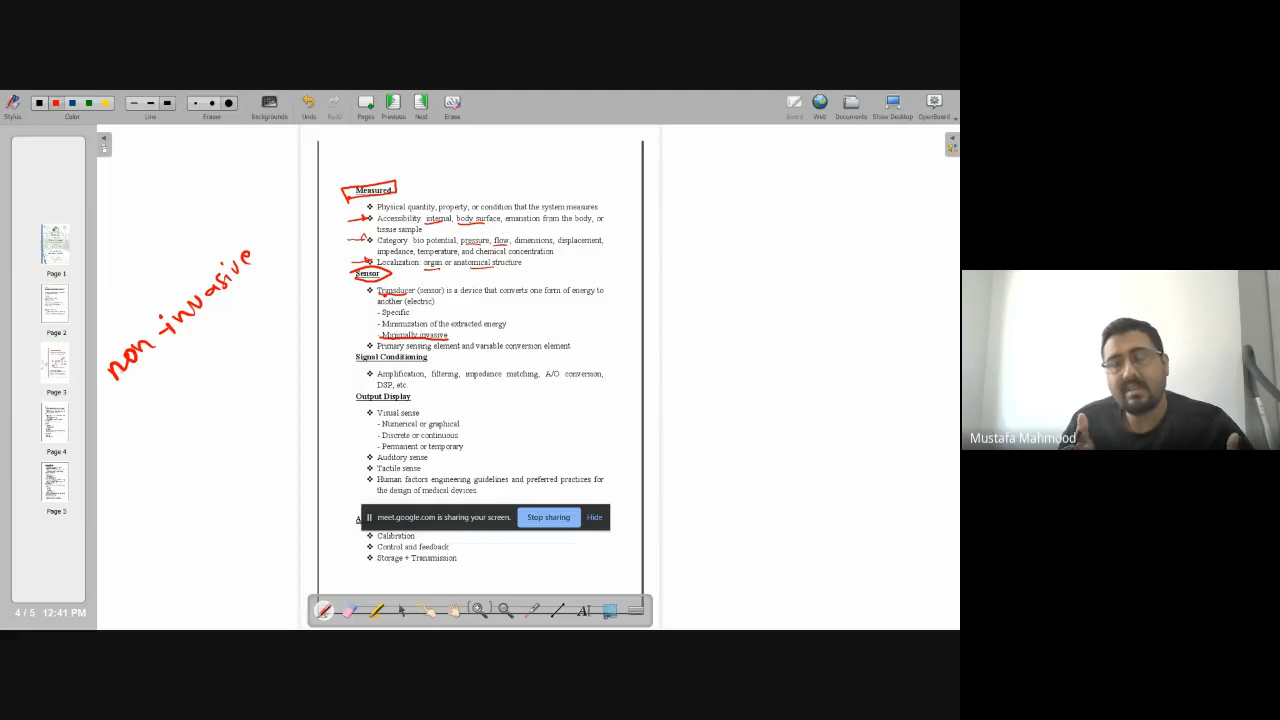 Stylus
Color
Line
Eraser
Backgrounds
Undo
Redo
Pages
Previous
Next
Erase
Board
Web
Documents
Show Desktop
OpenBoard
Page 1
Page 2
Page 3
Page 4
Page 5
4 / 5 12:41 PM
non-invasive
Measured
❖ Physical quantity, property, or condition that the system measures
❖ Accessibility internal, body surface, emanation from the body, or
tissue sample
❖ Category bio potential, pressure, flow, dimensions, displacement,
impedance, temperature, and chemical concentration
❖ Localization: organ or anatomical structure
Sensor
❖ Transducer (sensor) is a device that converts one form of energy to
another (electric)
- Specific
- Minimization of the extracted energy
- Minimally invasive
❖ Primary sensing element and variable conversion element
Signal Conditioning
❖ Amplification, filtering, impedance matching, A/O conversion,
DSP, etc.
Output Display
❖ Visual sense
- Numerical or graphical
- Discrete or continuous
- Permanent or temporary
❖ Auditory sense
❖ Tactile sense
❖ Human factors engineering guidelines and preferred practices for
the design of medical devices
meet.google.com is sharing your screen.
Stop sharing
Hide
❖ Calibration
❖ Control and feedback
❖ Storage + Transmission
Mustafa Mahmood